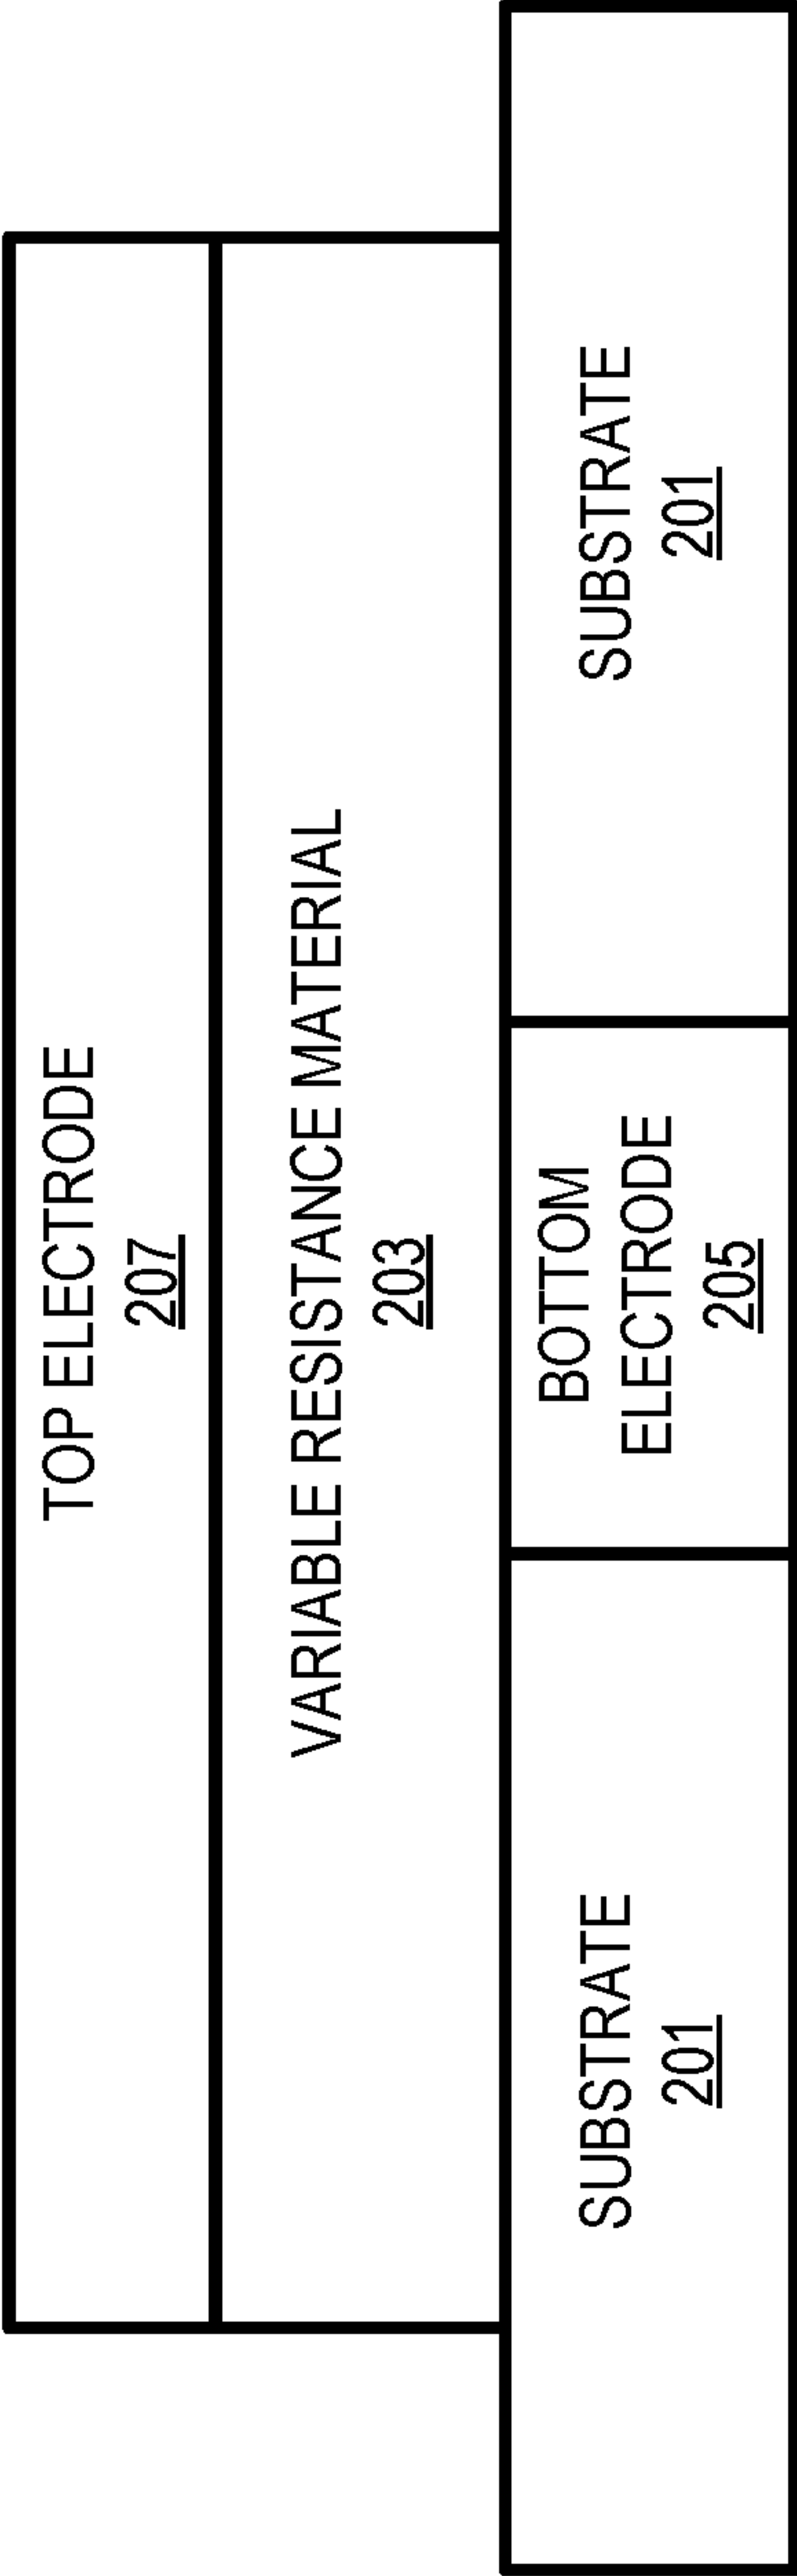 TOP ELECTRODE
207
VARIABLE RESISTANCE MATERIAL
203
SUBSTRATE
201
BOTTOM
ELECTRODE
205
SUBSTRATE
201